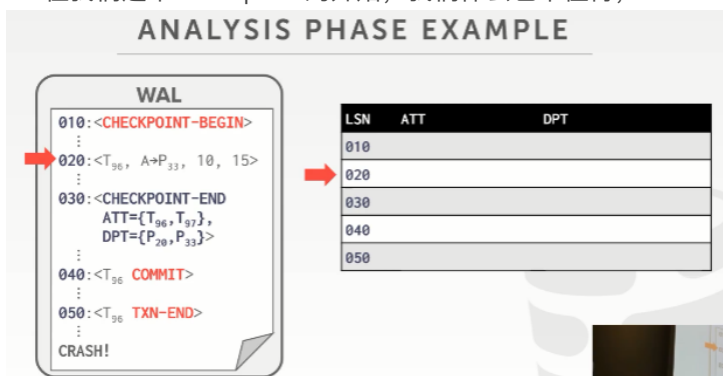 ANALYSIS PHASE EXAMPLE
WAL
010:<CHECKPOINT-BEGIN>
⋮
020:<T₉₆, A→P₃₃, 10, 15>
⋮
030:<CHECKPOINT-END
ATT={T₉₆,T₉₇},
DPT={P₂₀,P₃₃}>
⋮
040:<T₉₆ COMMIT>
⋮
050:<T₉₆ TXN-END>
⋮
CRASH!
LSN ATT DPT
010
020
030
040
050